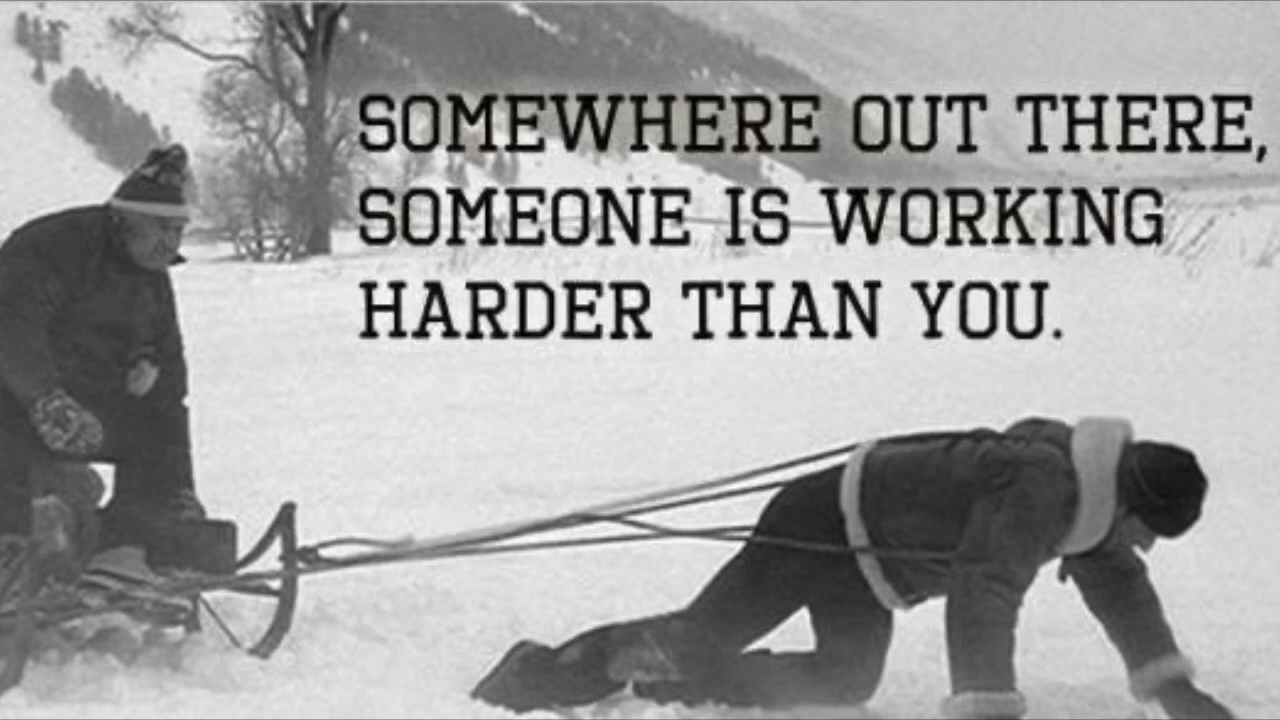 SOMEWHERE OUT THERE,
SOMEONE IS WORKING
HARDER THAN YOU.